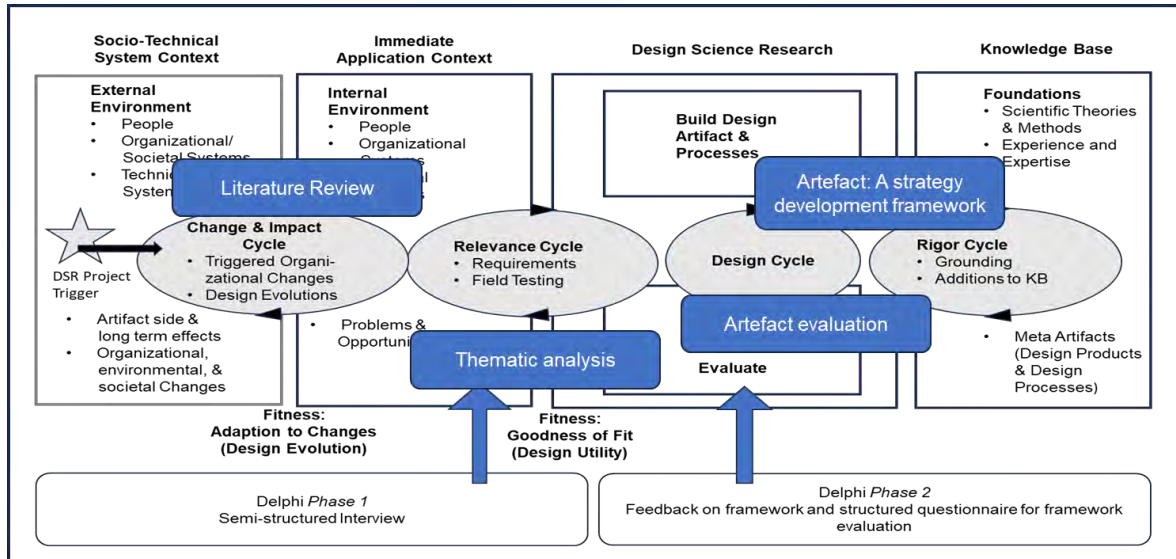 Socio-Technical
System Context
Immediate
Application Context
Design Science Research
Knowledge Base
External
Environment
• People
• Organizational/
Societal Systems
• Technic
System
Internal
Environment
• People
• Organizational
Build Design
Artifact &
Processes
Foundations
• Scientific Theories
& Methods
• Experience and
Expertise
Literature Review
Artefact: A strategy
development framework
DSR Project
Trigger
Change & Impact
Cycle
• Triggered Organi-
zational Changes
• Design Evolutions
Relevance Cycle
• Requirements
• Field Testing
Design Cycle
Rigor Cycle
• Grounding
• Additions to KB
• Artifact side &
long term effects
• Organizational,
environmental, &
societal Changes
• Problems &
Thematic analysis
Artefact evaluation
Evaluate
• Meta Artifacts
(Design Products
& Design
Processes)
Fitness:
Adaption to Changes
(Design Evolution)
Fitness:
Goodness of Fit
(Design Utility)
Delphi Phase 1
Semi-structured Interview
Delphi Phase 2
Feedback on framework and structured questionnaire for framework
evaluation